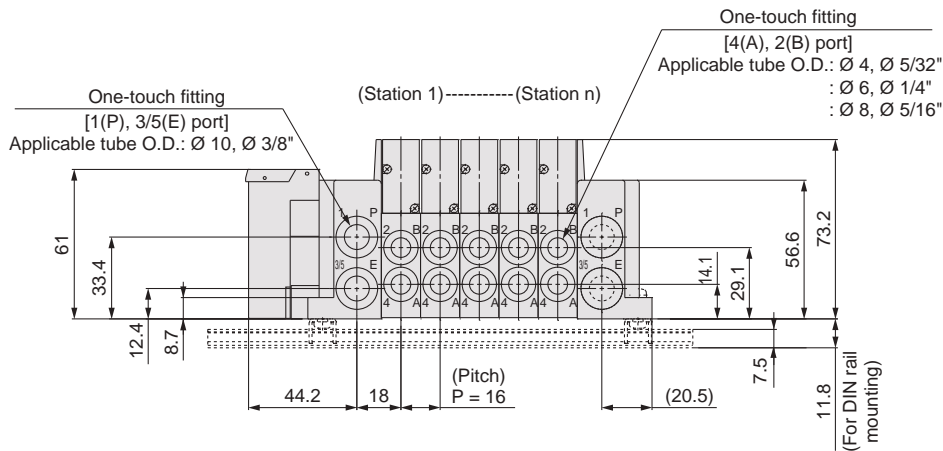 One-touch fitting
[4(A), 2(B) port]
Applicable tube O.D.: Ø 4, Ø 5/32"
: Ø 6, Ø 1/4"
: Ø 8, Ø 5/16"
(Station 1)----------(Station n)
One-touch fitting
[1(P), 3/5(E) port]
Applicable tube O.D.: Ø 10, Ø 3/8"
1 P 1 P
2 B 2 B 2 B 2 B 2 B
3/5 E 3/5 E
4 A 4 A 4 A 4 A 4 A
61
33.4
12.4
8.7
14.1
29.1
56.6
73.2
7.5
11.8
(For DIN rail
mounting)
44.2
18
(Pitch)
P = 16
(20.5)